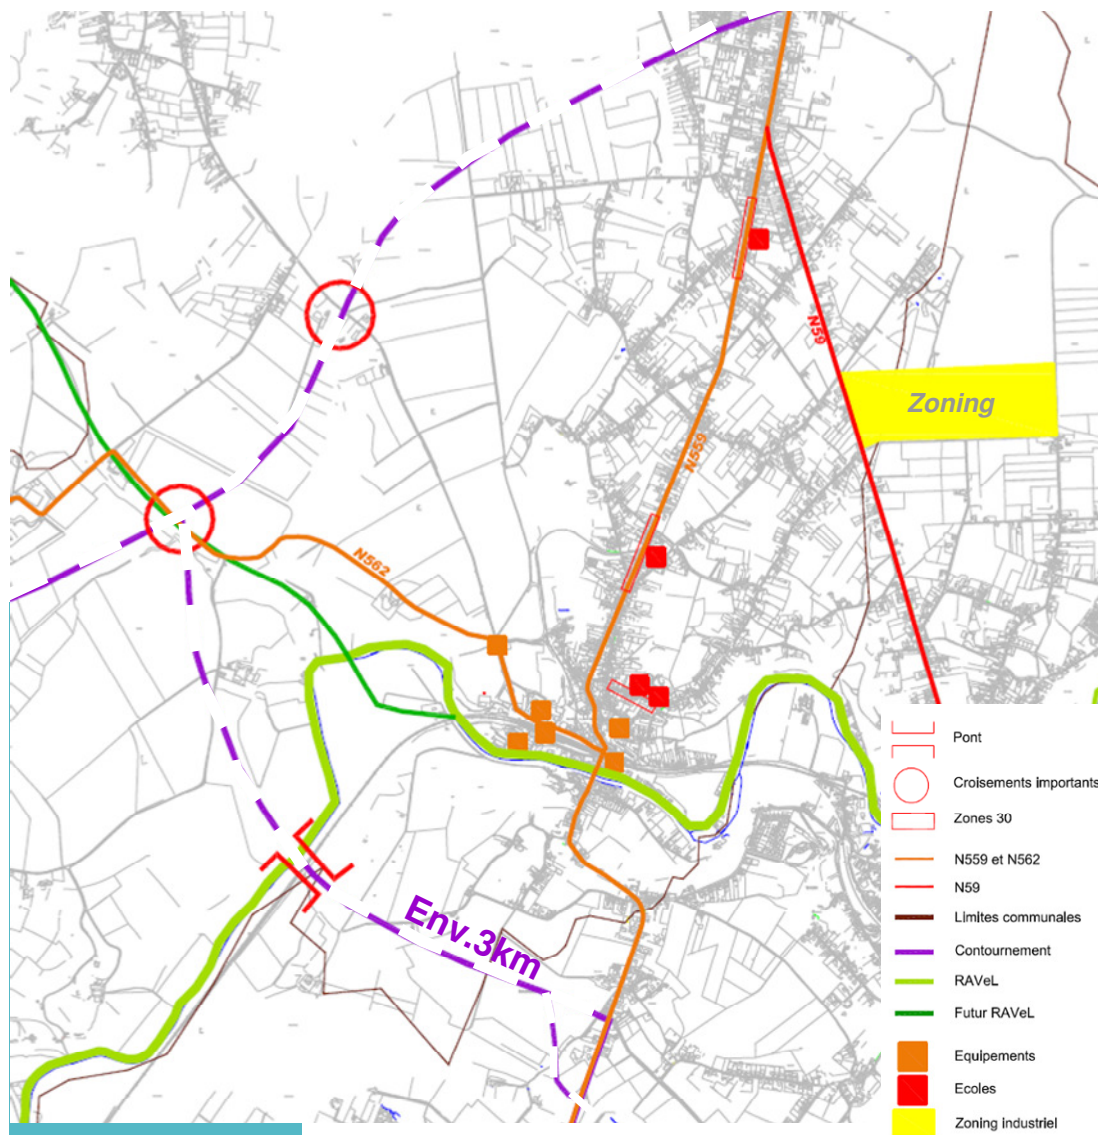 N59
Zoning
N559
N562
Env.3km
Pont
Croisements importants
Zones 30
N559 et N562
N59
Limites communales
Contournement
RAVeL
Futur RAVeL
Equipements
Ecoles
Zoning industriel